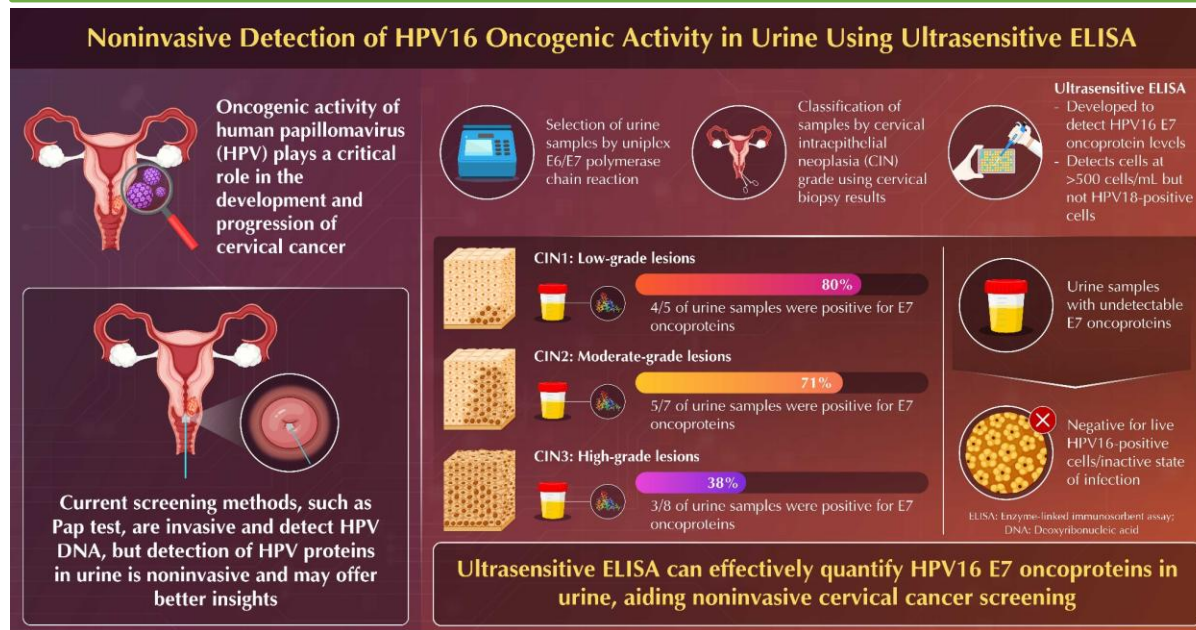 Noninvasive Detection of HPV16 Oncogenic Activity in Urine Using Ultrasensitive ELISA
Oncogenic activity of
human papillomavirus
(HPV) plays a critical
role in the
development and
progression of
cervical cancer
Current screening methods, such as
Pap test, are invasive and detect HPV
DNA, but detection of HPV proteins
in urine is noninvasive and may offer
better insights
Selection of urine
samples by uniplex
E6/E7 polymerase
chain reaction
Classification of
samples by cervical
intraepithelial
neoplasia (CIN)
grade using cervical
biopsy results
Ultrasensitive ELISA
- Developed to
detect HPV16 E7
oncoprotein levels
- Detects cells at
>500 cells/mL but
not HPV18-positive
cells
CIN1: Low-grade lesions
80%
4/5 of urine samples were positive for E7
oncoproteins
CIN2: Moderate-grade lesions
71%
5/7 of urine samples were positive for E7
oncoproteins
CIN3: High-grade lesions
38%
3/8 of urine samples were positive for E7
oncoproteins
Urine samples
with undetectable
E7 oncoproteins
Negative for live
HPV16-positive
cells/inactive state
of infection
ELISA: Enzyme-linked immunosorbent assay;
DNA: Deoxyribonucleic acid
Ultrasensitive ELISA can effectively quantify HPV16 E7 oncoproteins in
urine, aiding noninvasive cervical cancer screening